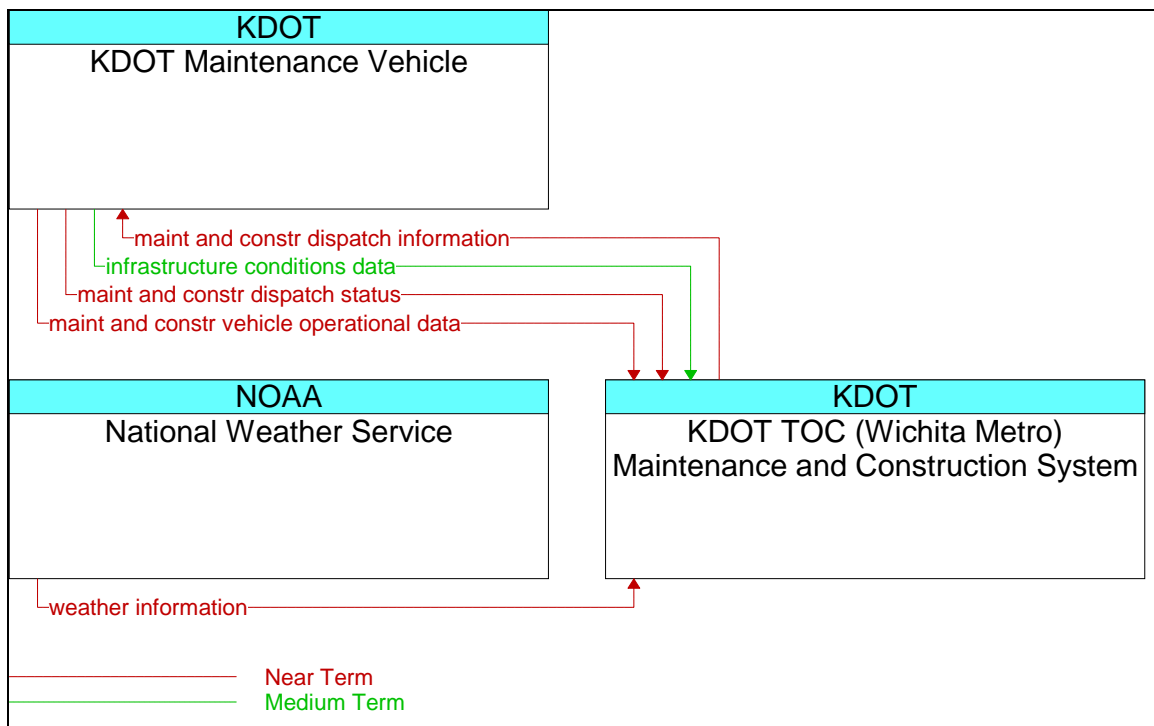 KDOT
KDOT Maintenance Vehicle
maint and constr dispatch information
infrastructure conditions data
maint and constr dispatch status
maint and constr vehicle operational data
NOAA
National Weather Service
KDOT
KDOT TOC (Wichita Metro)
Maintenance and Construction System
weather information
Near Term
Medium Term